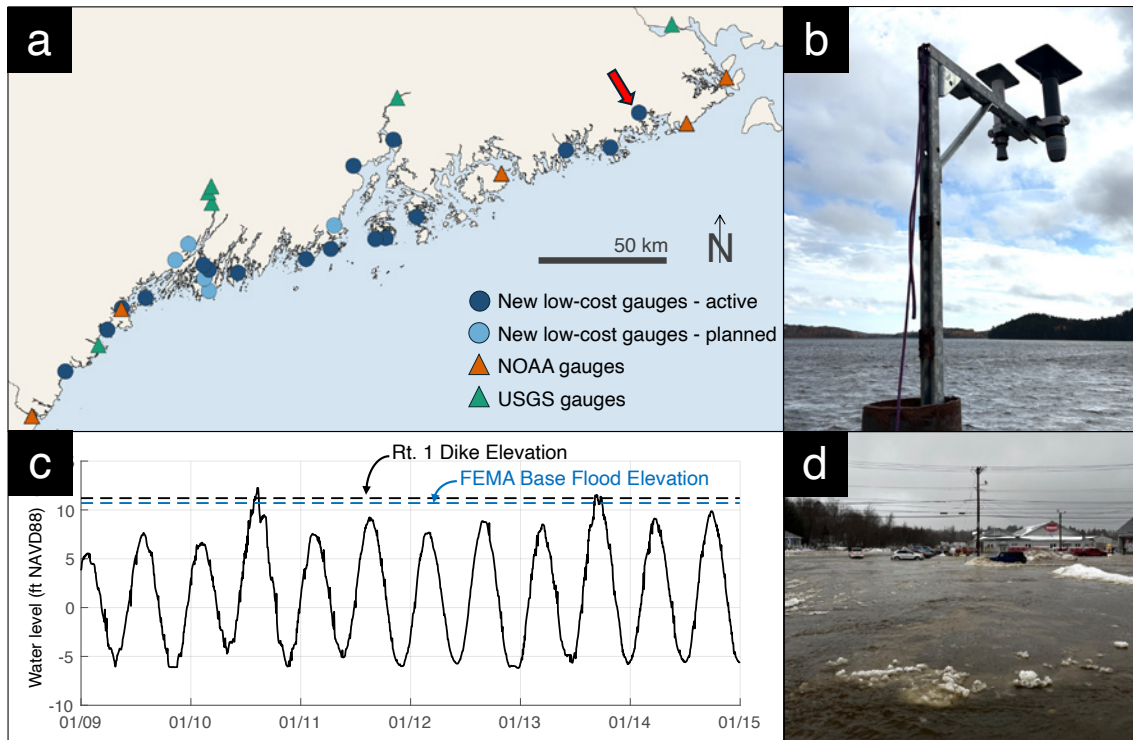 a
N
50 km
New low-cost gauges - active
New low-cost gauges - planned
NOAA gauges
USGS gauges
b
c
Rt. 1 Dike Elevation
FEMA Base Flood Elevation
Water level (ft NAVD88)
10
5
0
-5
-10
01/09
01/10
01/11
01/12
01/13
01/14
01/15
d